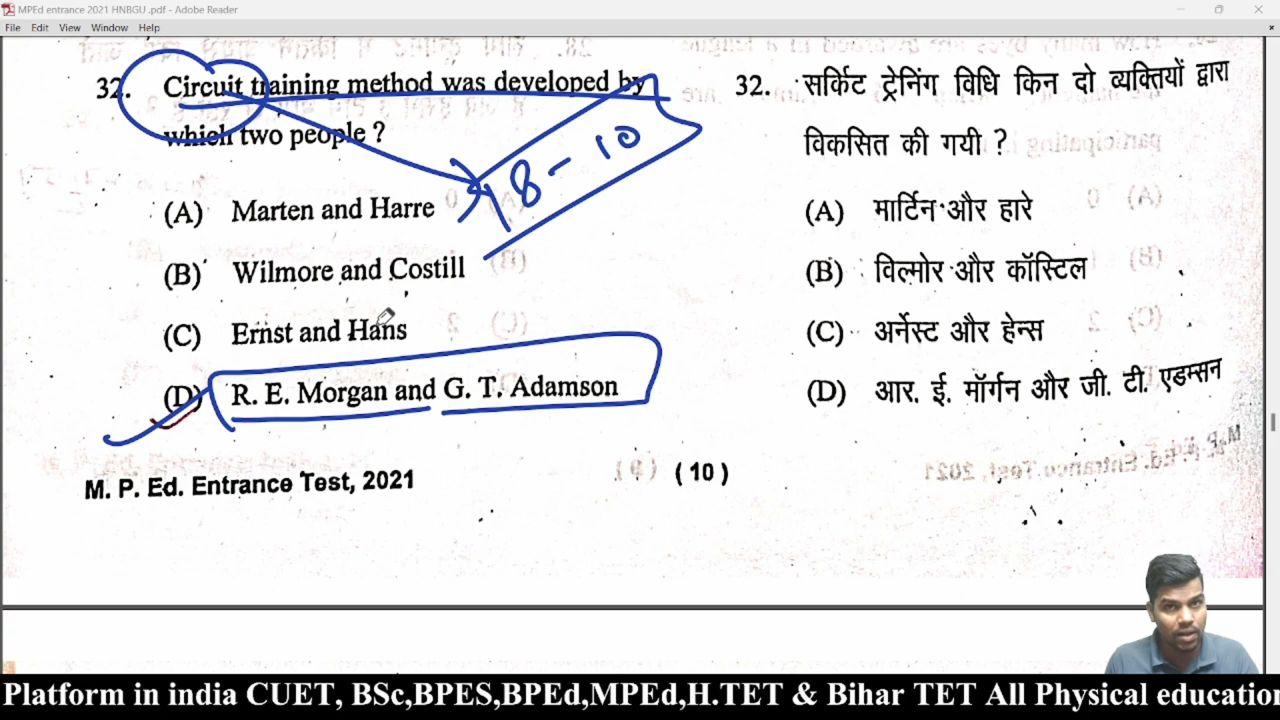 MPEd entrance 2021 HNBGU .pdf - Adobe Reader
File Edit View Window Help
32. Circuit training method was developed by
which two people ?
(A) Marten and Harre
(B) Wilmore and Costill
(C) Ernst and Hans
(D) R. E. Morgan and G. T. Adamson
8 - 10
32. सर्किट ट्रेनिंग विधि किन दो व्यक्तियों द्वारा
विकसित की गयी ?
(A) मार्टिन और हारे
(B) विल्मोर और कॉस्टिल
(C) अर्नेस्ट और हेन्स
(D) आर. ई. मॉर्गन और जी. टी. एडम्सन
M. P. Ed. Entrance Test, 2021
( 10 )
Platform in india CUET, BSc,BPES,BPEd,MPEd,H.TET & Bihar TET All Physical education